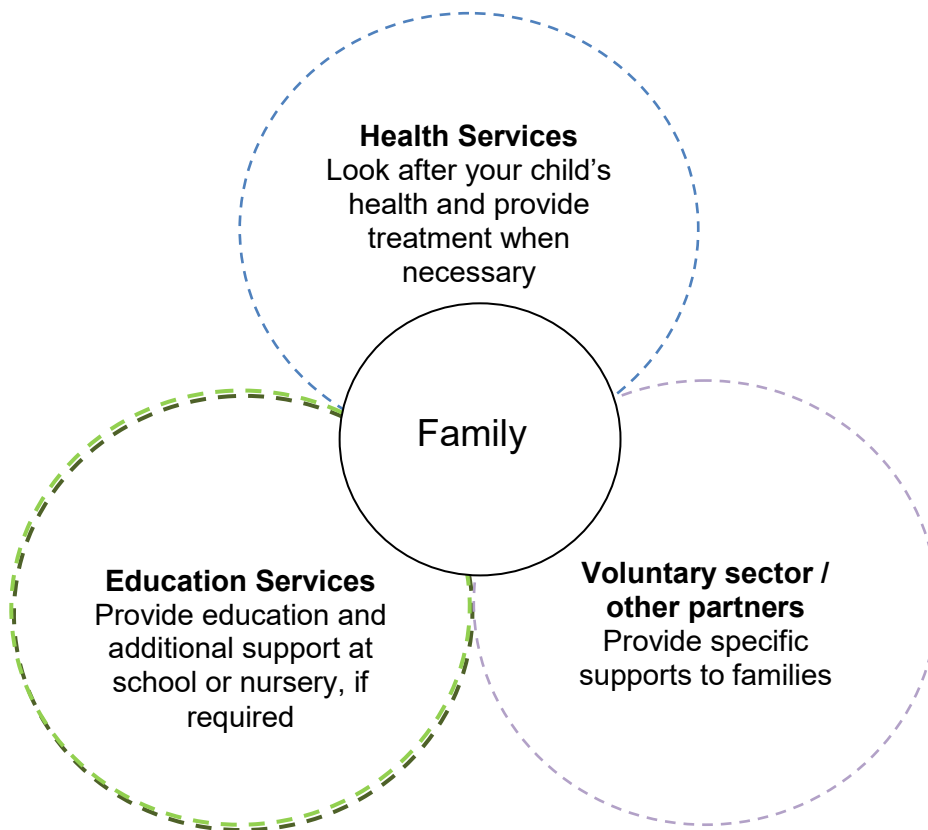 Health Services
Look after your child’s
health and provide
treatment when
necessary
Family
Education Services
Provide education and
additional support at
school or nursery, if
required
Voluntary sector /
other partners
Provide specific
supports to families